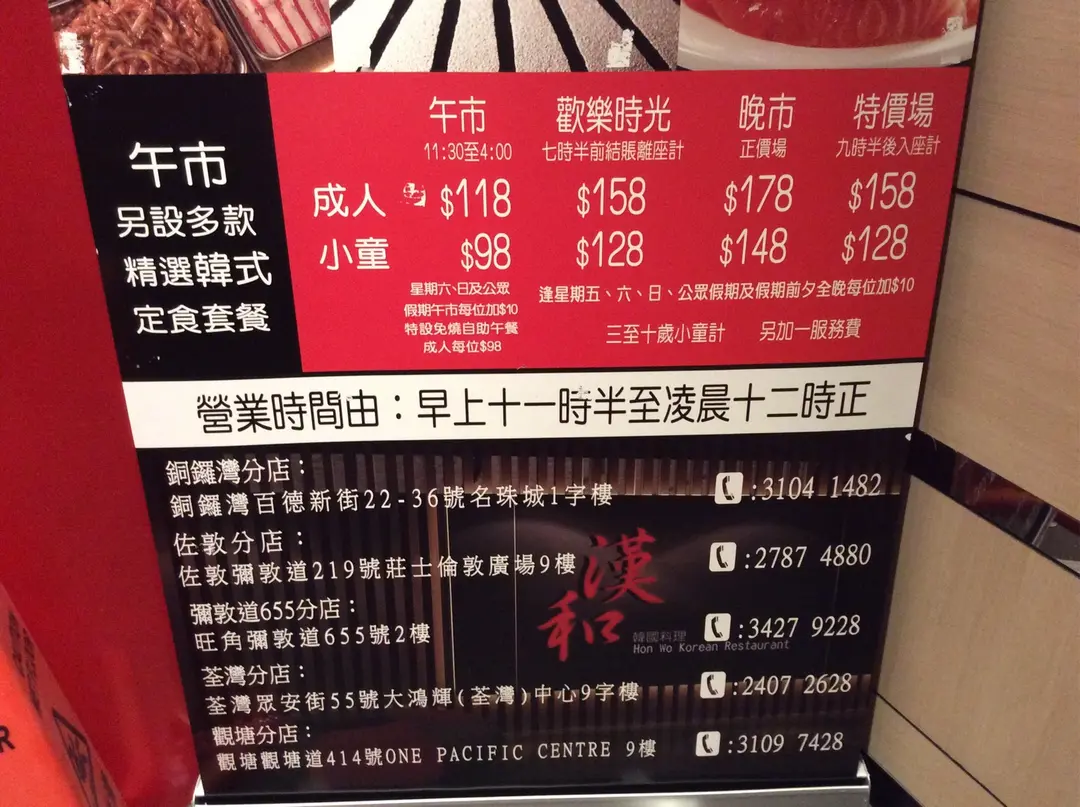 午市
另設多款
精選韓式
定食套餐
午市 歡樂時光 晚市 特價場
11:30至4:00 七時半前結賬離座計 正價場 九時半後入座計
成人 $118 $158 $178 $158
小童 $98 $128 $148 $128
星期六、日及公眾
假期午市每位加$10
特設免燒自助午餐
成人每位$98
逢星期五、六、日、公眾假期及假期前夕全晚每位加$10
三至十歲小童計 另加一服務費
營業時間由：早上十一時半至凌晨十二時正
銅鑼灣分店：
銅鑼灣百德新街22-36號名珠城1字樓 :3104 1482
佐敦分店：
佐敦彌敦道219號莊士倫敦廣場9樓 :2787 4880
彌敦道655分店：
旺角彌敦道655號2樓 :3427 9228
荃灣分店：
荃灣眾安街55號大鴻輝(荃灣)中心9字樓 :2407 2628
觀塘分店：
觀塘觀塘道414號ONE PACIFIC CENTRE 9樓 :3109 7428
漢和
韓國料理
Hon Wo Korean Restaurant
R